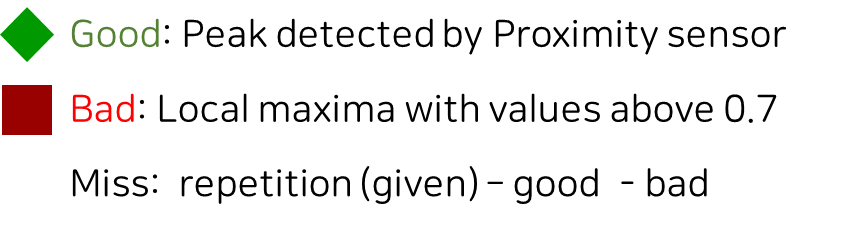 Good: Peak detected by Proximity sensor
Bad: Local maxima with values above 0.7
Miss: repetition (given) – good - bad